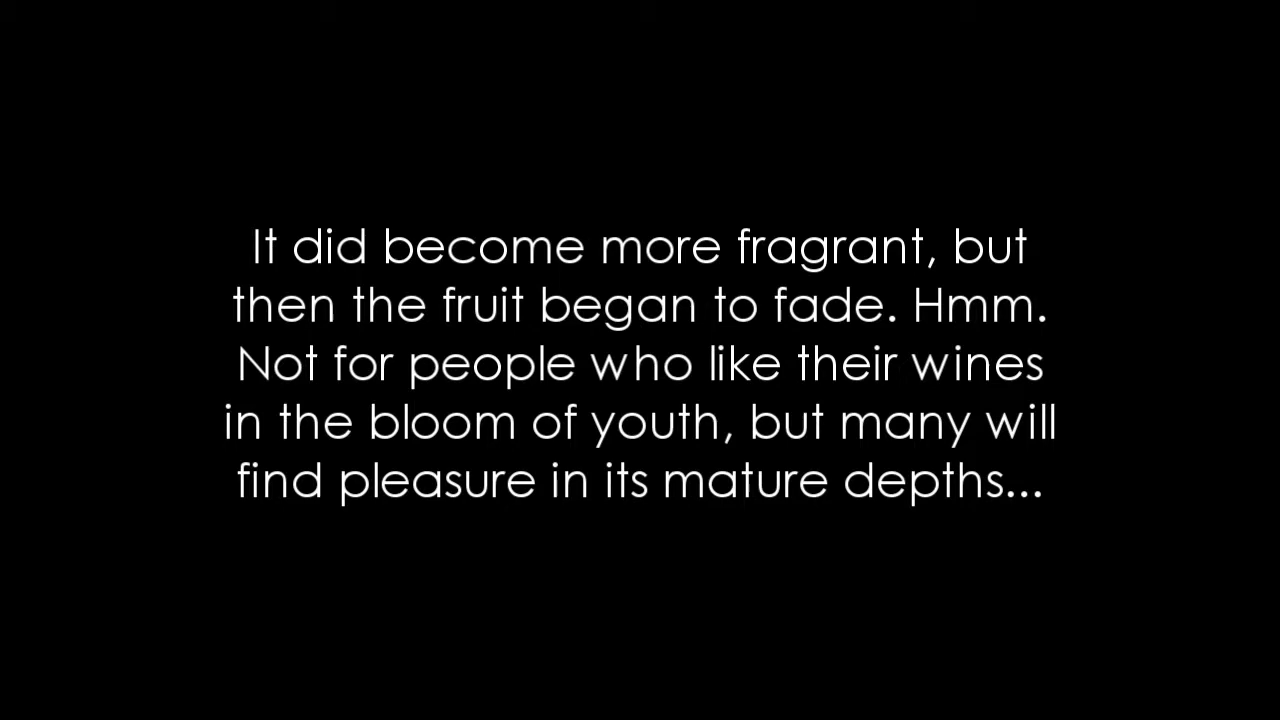 It did become more fragrant, but
then the fruit began to fade. Hmm.
Not for people who like their wines
in the bloom of youth, but many will
find pleasure in its mature depths...